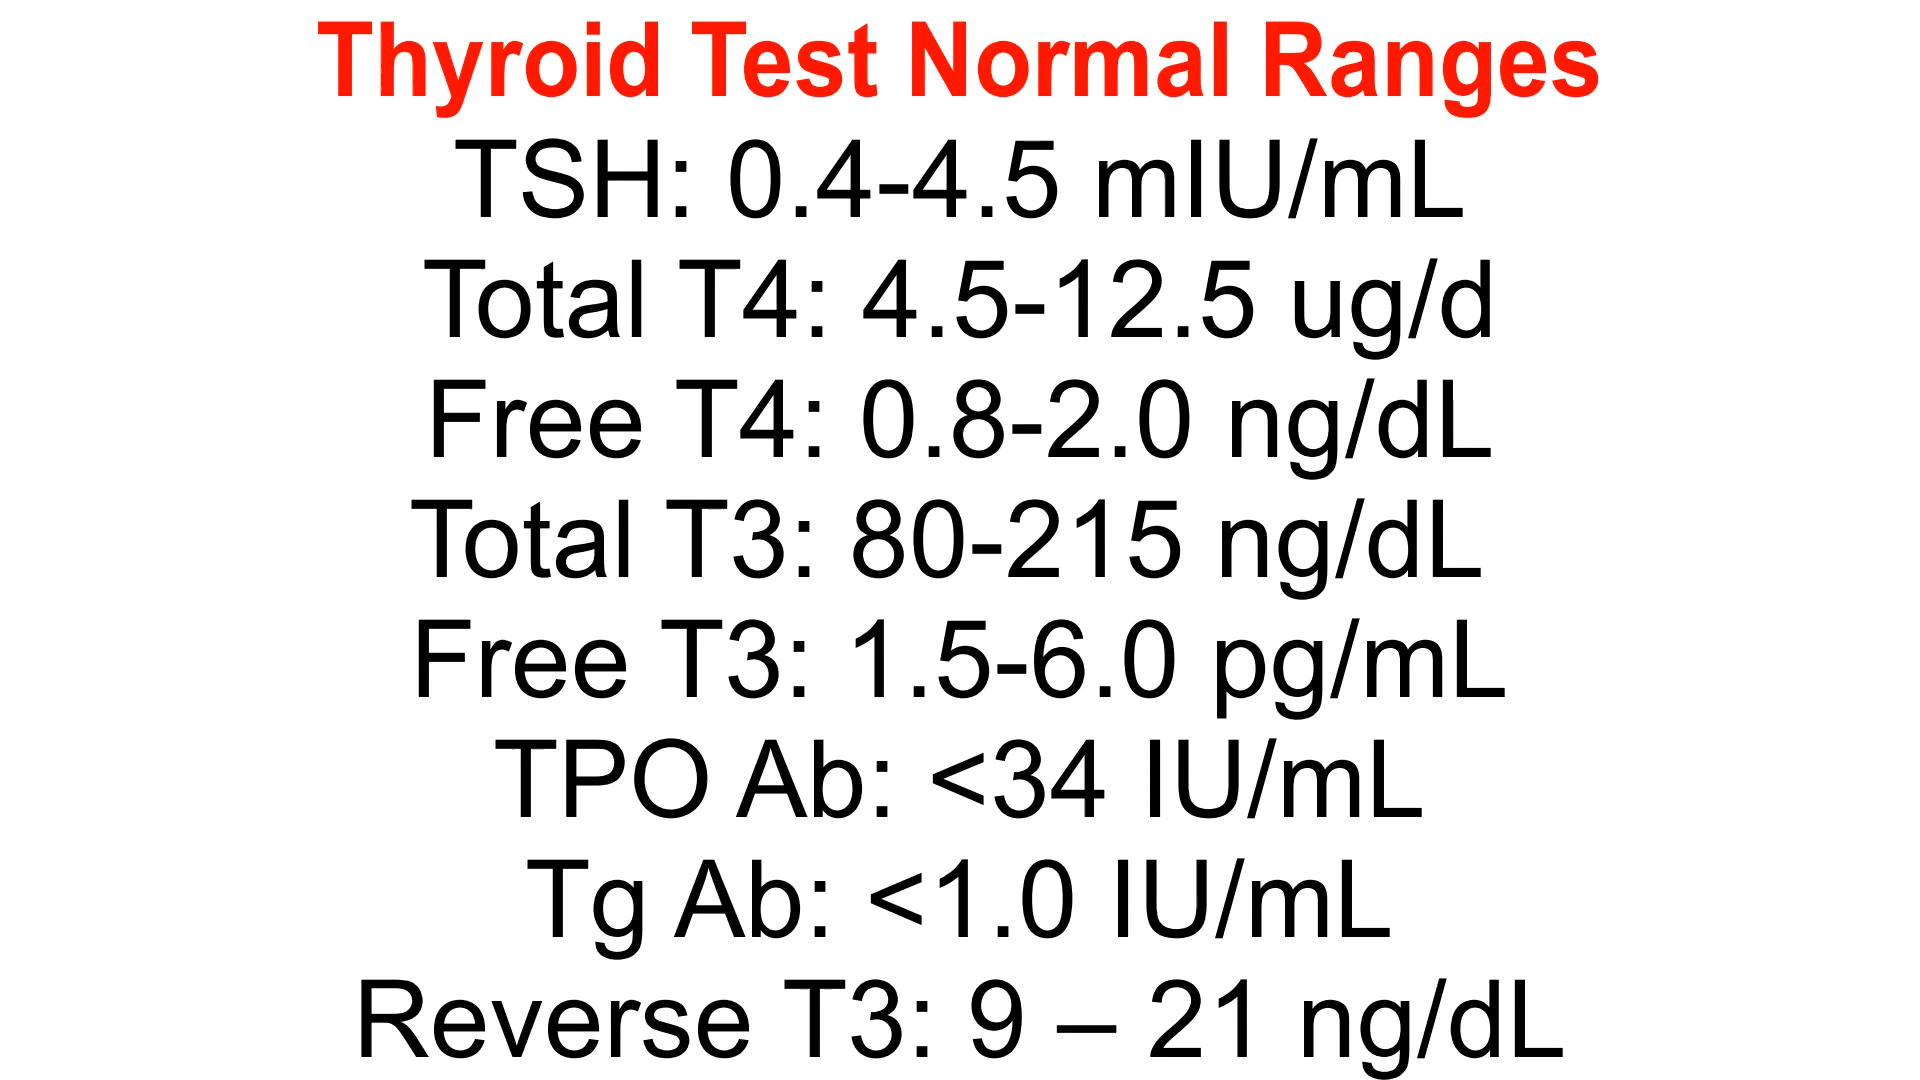 Thyroid Test Normal Ranges
TSH: 0.4-4.5 mIU/mL
Total T4: 4.5-12.5 ug/d
Free T4: 0.8-2.0 ng/dL
Total T3: 80-215 ng/dL
Free T3: 1.5-6.0 pg/mL
TPO Ab: <34 IU/mL
Tg Ab: <1.0 IU/mL
Reverse T3: 9 – 21 ng/dL